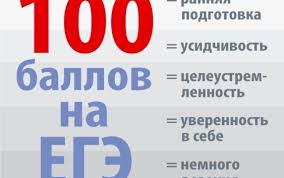 100
баллов
на
ЕГЭ
= ранняя
подготовка
= усидчивость
= целеустрем-
ленность
= уверенность
в себе
= немного